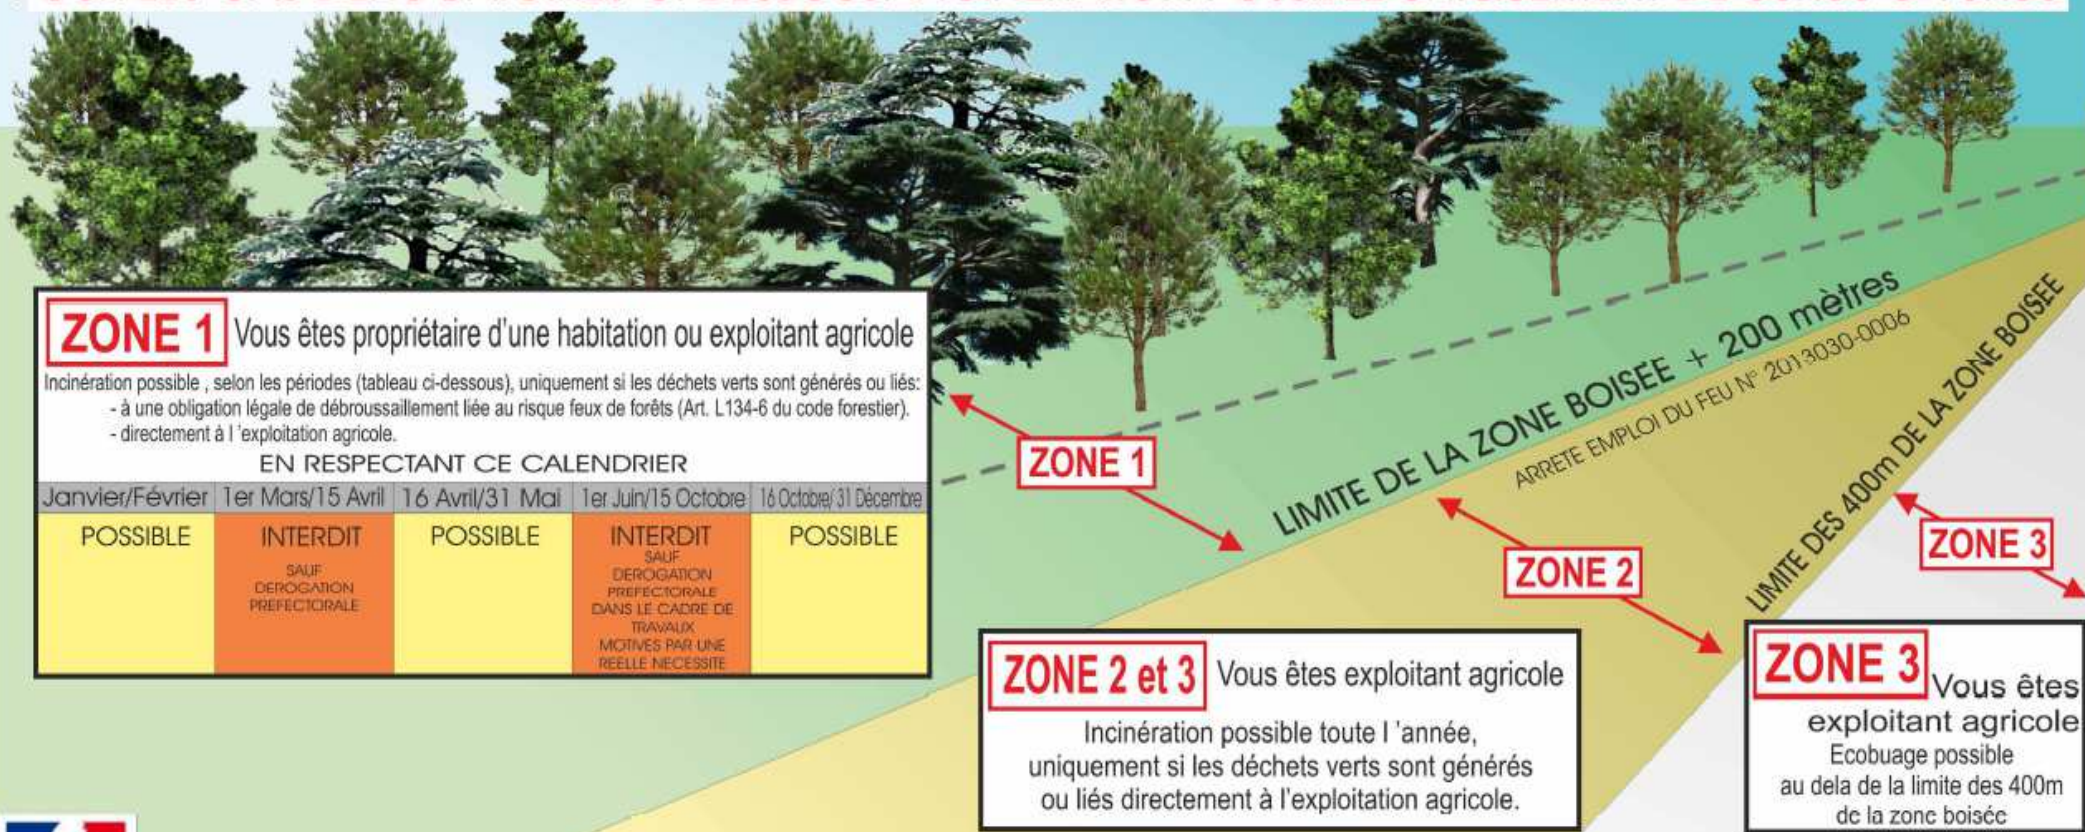 ZONE 1 Vous êtes propriétaire d'une habitation ou exploitant agricole
Incinération possible , selon les périodes (tableau ci-dessous), uniquement si les déchets verts sont générés ou liés:
- à une obligation légale de débroussaillement liée au risque feux de forêts (Art. L134-6 du code forestier).
- directement à l 'exploitation agricole.
EN RESPECTANT CE CALENDRIER
Janvier/Février 1er Mars/15 Avril 16 Avril/31 Mai 1er Juin/15 Octobre 16 Octobre/ 31 Décembre
POSSIBLE INTERDIT POSSIBLE INTERDIT POSSIBLE
SAUF
DEROGATION
PREFECTORALE
SAUF
DEROGATION
PREFECTORALE
DANS LE CADRE DE
TRAVAUX
MOTIVES PAR UNE
REELLE NECESSITE
ZONE 1
LIMITE DE LA ZONE BOISEE + 200 mètres
ARRETE EMPLOI DU FEU N° 2013030-0006
ZONE 2
LIMITE DES 400m DE LA ZONE BOISEE
ZONE 3
ZONE 2 et 3 Vous êtes exploitant agricole
Incinération possible toute l 'année,
uniquement si les déchets verts sont générés
ou liés directement à l'exploitation agricole.
ZONE 3 Vous êtes
exploitant agricole
Ecobuage possible
au dela de la limite des 400m
de la zone boisée